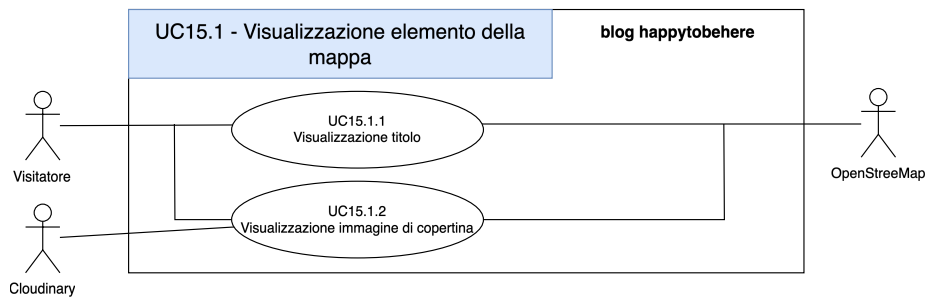 UC15.1 - Visualizzazione elemento della
mappa
blog happytobehere
UC15.1.1
Visualizzazione titolo
Visitatore
OpenStreeMap
UC15.1.2
Visualizzazione immagine di copertina
Cloudinary